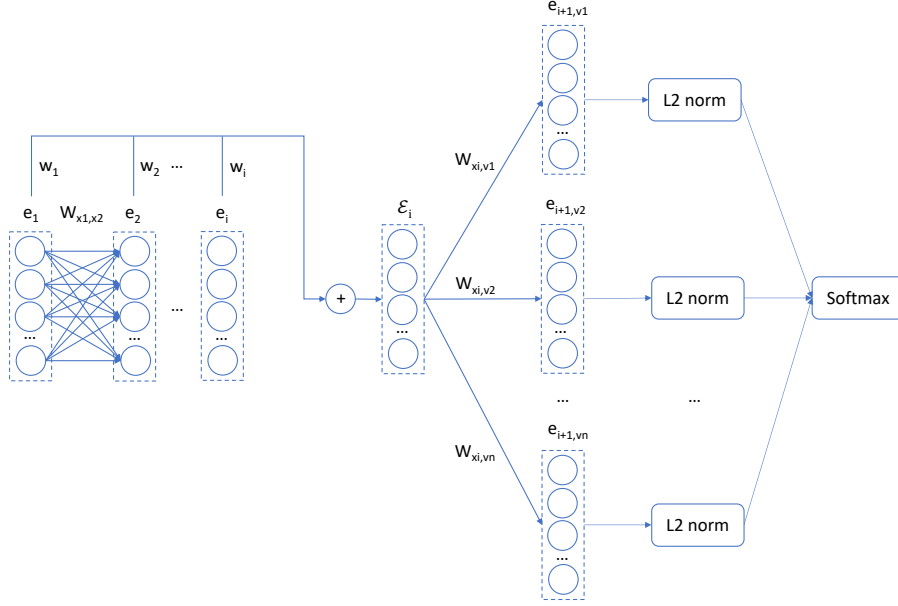 e_{i+1,v1}
L2 norm
w_1
w_2
...
w_i
W_{xi,v1}
...
e_1
W_{x1,x2}
e_2
e_i
ℰ_i
e_{i+1,v2}
W_{xi,v2}
+
L2 norm
Softmax
...
...
...
...
...
...
...
...
W_{xi,vn}
e_{i+1,vn}
L2 norm
...